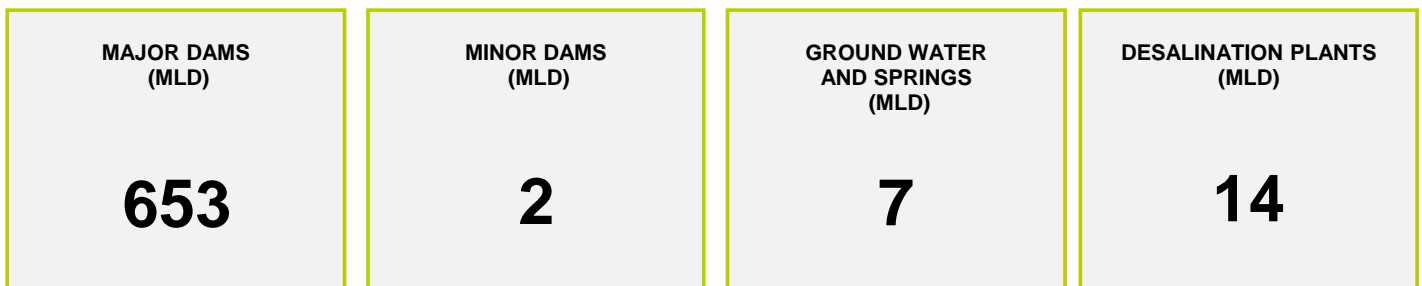 MAJOR DAMS
(MLD)
653
MINOR DAMS
(MLD)
2
GROUND WATER
AND SPRINGS
(MLD)
7
DESALINATION PLANTS
(MLD)
14